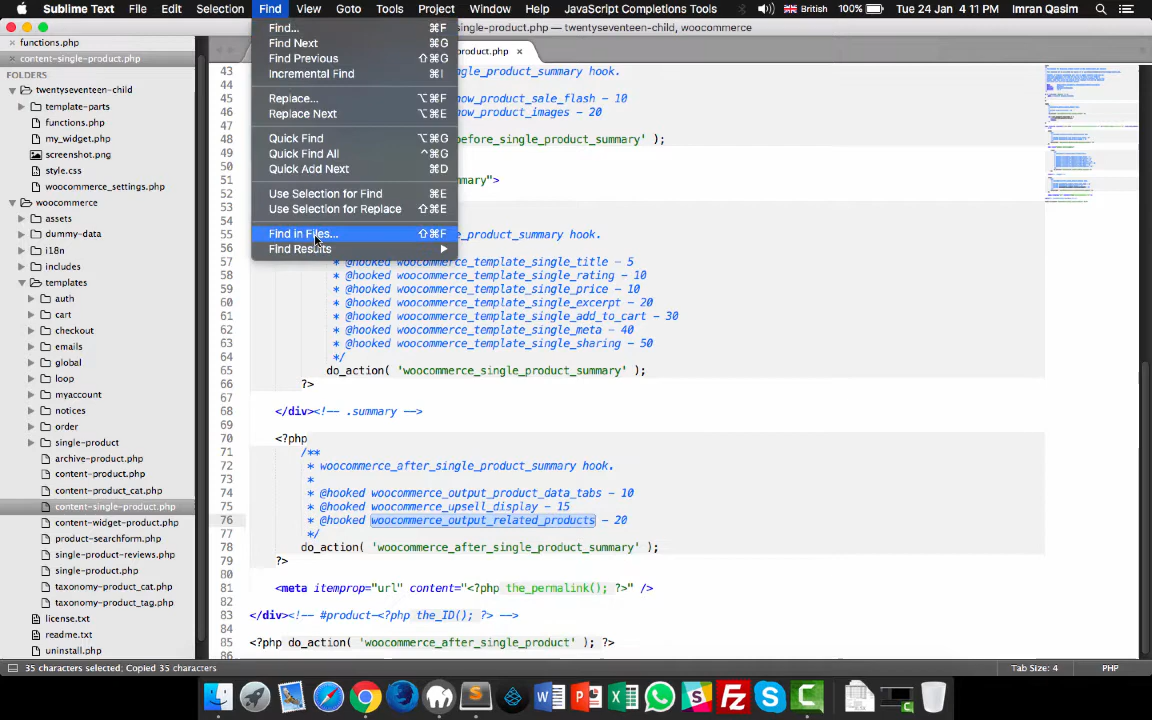 Sublime Text File Edit Selection Find View Goto Tools Project Window Help JavaScript Completions Tools British 100% Tue 24 Jan 4:11 PM Imran Qasim
product.php — twentyseventeen-child, woocommerce
functions.php
content-single-product.php
FOLDERS
twentyseventeen-child
template-parts
functions.php
my_widget.php
screenshot.png
style.css
woocommerce_settings.php
woocommerce
assets
dummy-data
i18n
includes
templates
auth
cart
checkout
emails
global
loop
myaccount
notices
order
single-product
archive-product.php
content-product.php
content-product_cat.php
content-single-product.php
content-widget-product.php
product-searchform.php
single-product-reviews.php
single-product.php
taxonomy-product_cat.php
taxonomy-product_tag.php
license.txt
readme.txt
uninstall.php
Find... ⌘F
Find Next ⌘G
Find Previous ⇧⌘G
Incremental Find ⌘I
Replace... ⌥⌘F
Replace Next ⌥⌘E
Quick Find ⌥⌘G
Quick Find All ^⌘G
Quick Add Next ⌘D
Use Selection for Find ⌘E
Use Selection for Replace ⇧⌘E
Find in Files... ⇧⌘F
Find Results
oduct.php ×
43 single_product_summary hook.
44
45 ow_product_sale_flash - 10
46 ow_product_images - 20
47
48 efore_single_product_summary' );
49
50
51 mmary">
52
53
54
55 e_product_summary hook.
56
57 * @hooked woocommerce_template_single_title - 5
58 * @hooked woocommerce_template_single_rating - 10
59 * @hooked woocommerce_template_single_price - 10
60 * @hooked woocommerce_template_single_excerpt - 20
61 * @hooked woocommerce_template_single_add_to_cart - 30
62 * @hooked woocommerce_template_single_meta - 40
63 * @hooked woocommerce_template_single_sharing - 50
64 */
65 do_action( 'woocommerce_single_product_summary' );
66 ?>
67
68 </div><!-- .summary -->
69
70 <?php
71 /**
72 * woocommerce_after_single_product_summary hook.
73 *
74 * @hooked woocommerce_output_product_data_tabs - 10
75 * @hooked woocommerce_upsell_display - 15
76 * @hooked woocommerce_output_related_products - 20
77 */
78 do_action( 'woocommerce_after_single_product_summary' );
79 ?>
80
81 <meta itemprop="url" content="<?php the_permalink(); ?>" />
82
83 </div><!-- #product-<?php the_ID(); ?> -->
84
85 <?php do_action( 'woocommerce_after_single_product' ); ?>
86
35 characters selected; Copied 35 characters Tab Size: 4 PHP